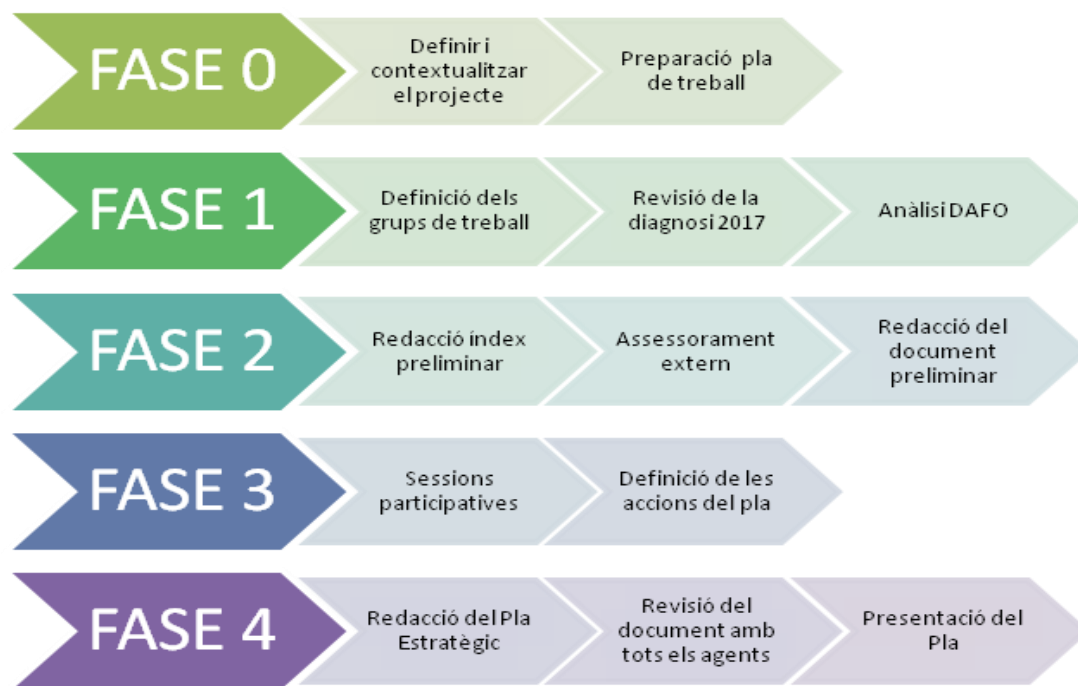 FASE 0
Definir i
contextualitzar
el projecte
Preparació pla
de treball
FASE 1
Definició dels
grups de treball
Revisió de la
diagnosi 2017
Anàlisi DAFO
FASE 2
Redacció índex
preliminar
Assessorament
extern
Redacció del
document
preliminar
FASE 3
Sessions
participatives
Definició de les
accions del pla
FASE 4
Redacció del Pla
Estratègic
Revisió del
document amb
tots els agents
Presentació del
Pla